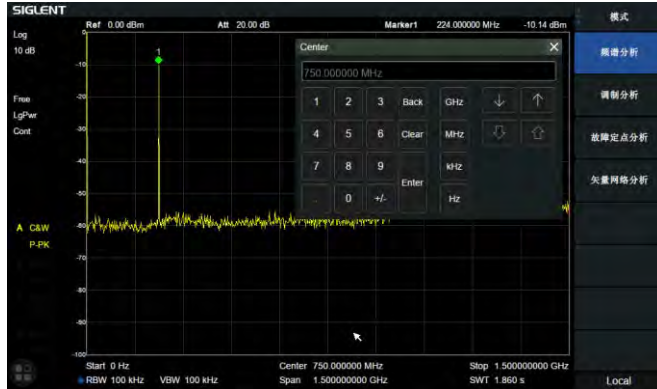 SIGLENT
模式
Ref 0.00 dBm Att 20.00 dB Marker1 224.000000 MHz -10.14 dBm
Log
10 dB
Free
LgPwr
Cont
A C&W
P-PK
0
-10
-20
-30
-40
-50
-60
-70
-80
-90
-100
1
Center
750.000000 MHz
1 2 3 Back GHz
4 5 6 Clear MHz
7 8 9 Enter kHz
. 0 +/- Hz
频谱分析
调制分析
故障定点分析
矢量网络分析
Start 0 Hz Center 750.000000 MHz Stop 1.500000000 GHz
RBW 100 kHz VBW 100 kHz Span 1.500000000 GHz SWT 1.860 s
Local